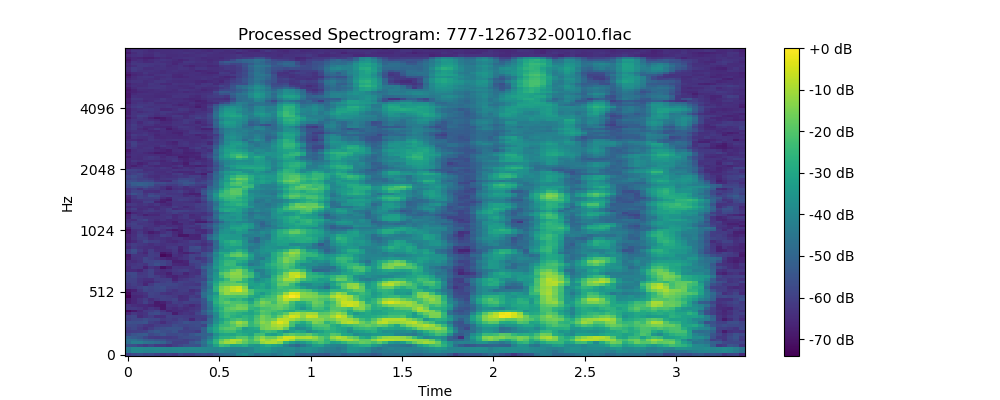 Processed Spectrogram: 777-126732-0010.flac
+0 dB
-10 dB
-20 dB
-30 dB
-40 dB
-50 dB
-60 dB
-70 dB
Hz
4096
2048
1024
512
0
0 0.5 1 1.5 2 2.5 3
Time